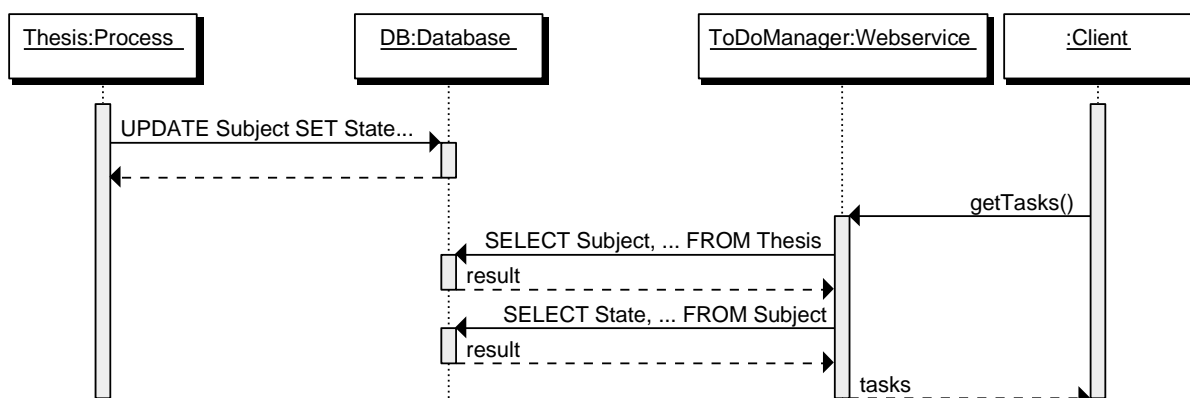 Thesis:Process
DB:Database
ToDoManager:Webservice
:Client
UPDATE Subject SET State...
getTasks()
SELECT Subject, ... FROM Thesis
result
SELECT State, ... FROM Subject
result
tasks